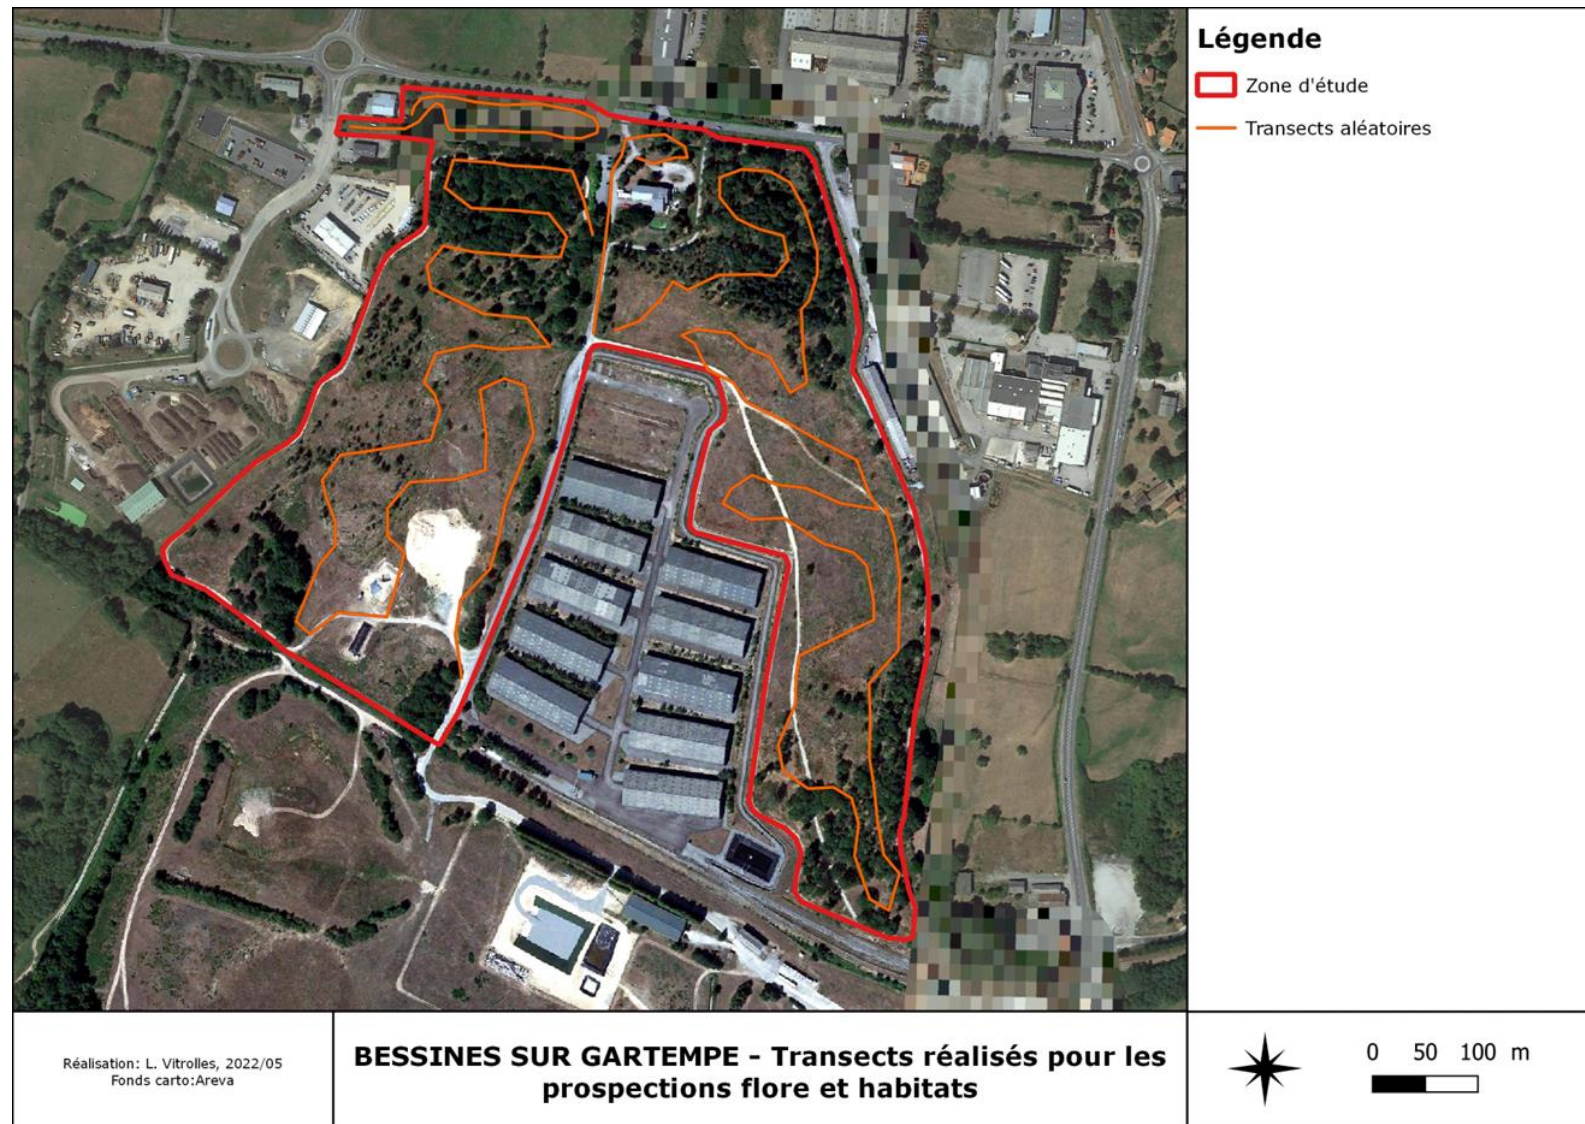 Légende
Zone d'étude
Transects aléatoires
Réalisation: L. Vitrolles, 2022/05
Fonds carto:Areva
BESSINES SUR GARTEMPE - Transects réalisés pour les
prospections flore et habitats
0 50 100 m